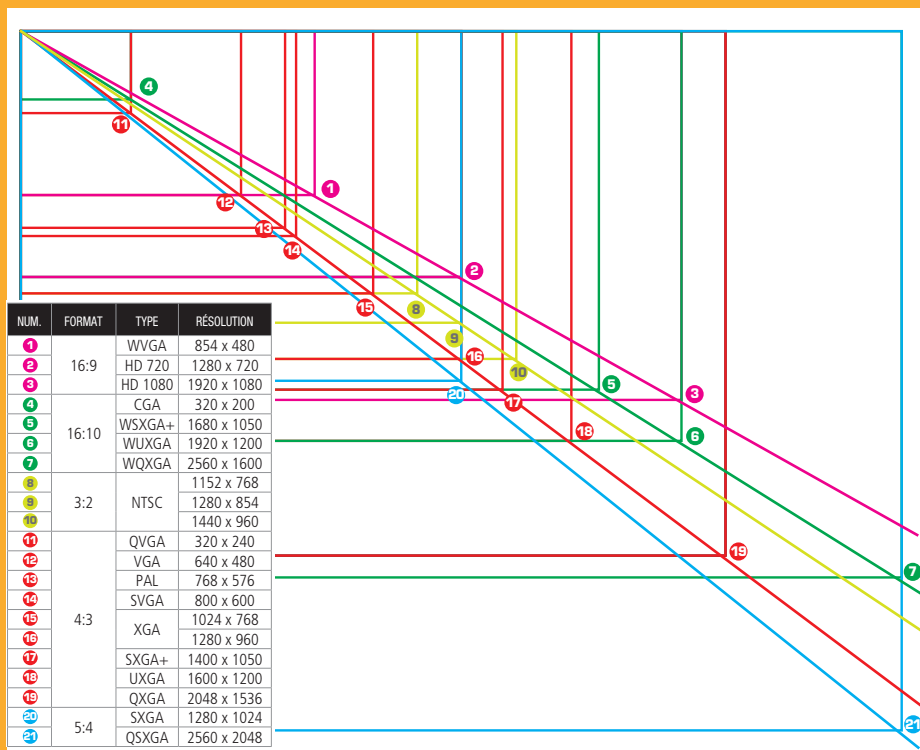 4
11
1
12
13
14
2
15
8
9
16
10
20
5
17
3
18
6
19
7
21
NUM. FORMAT TYPE RÉSOLUTION
1 16:9 WVGA 854 x 480
2 HD 720 1280 x 720
3 HD 1080 1920 x 1080
4 16:10 CGA 320 x 200
5 WSXGA+ 1680 x 1050
6 WUXGA 1920 x 1200
7 WQXGA 2560 x 1600
8 3:2 NTSC 1152 x 768
9 1280 x 854
10 1440 x 960
11 4:3 QVGA 320 x 240
12 VGA 640 x 480
13 PAL 768 x 576
14 SVGA 800 x 600
15 XGA 1024 x 768
16 1280 x 960
17 SXGA+ 1400 x 1050
18 UXGA 1600 x 1200
19 QXGA 2048 x 1536
20 5:4 SXGA 1280 x 1024
21 QSXGA 2560 x 2048